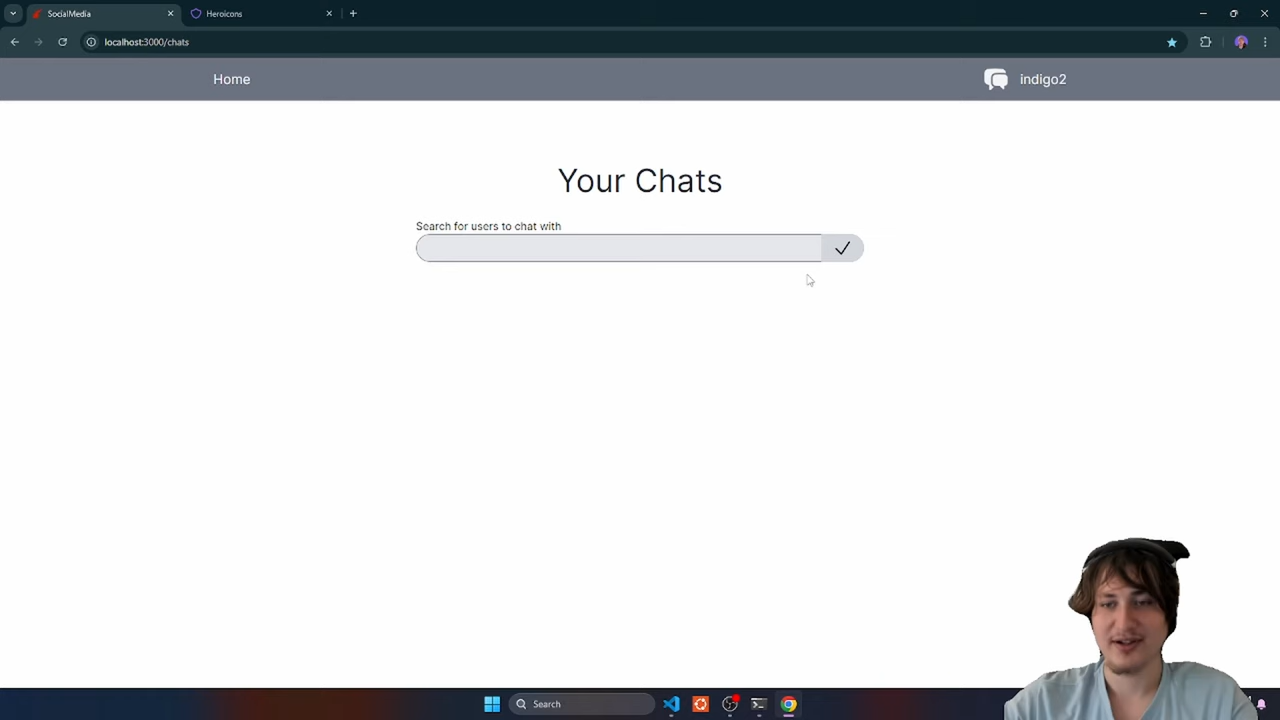 SocialMedia
Heroicons
localhost:3000/chats
Home
indigo2
Your Chats
Search for users to chat with
Search